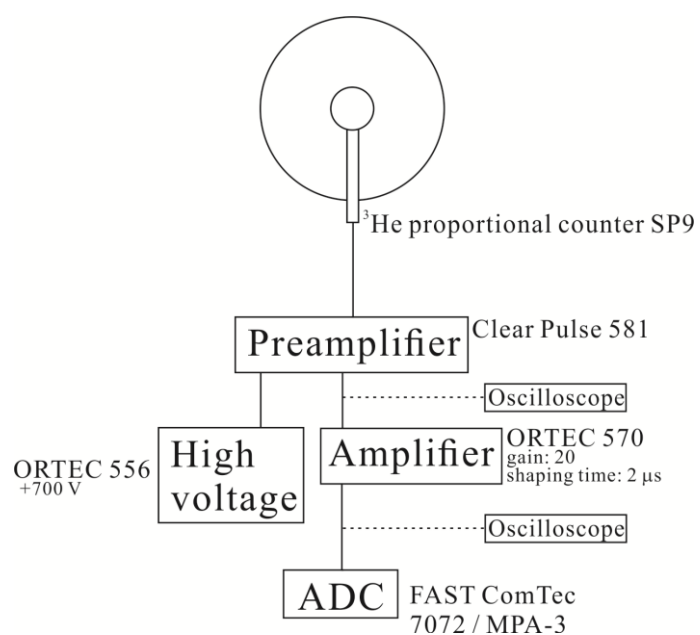 ³He proportional counter SP9
Preamplifier
Clear Pulse 581
Oscilloscope
ORTEC 556
+700 V
High
voltage
Amplifier
ORTEC 570
gain: 20
shaping time: 2 μs
Oscilloscope
ADC
FAST ComTec
7072 / MPA-3